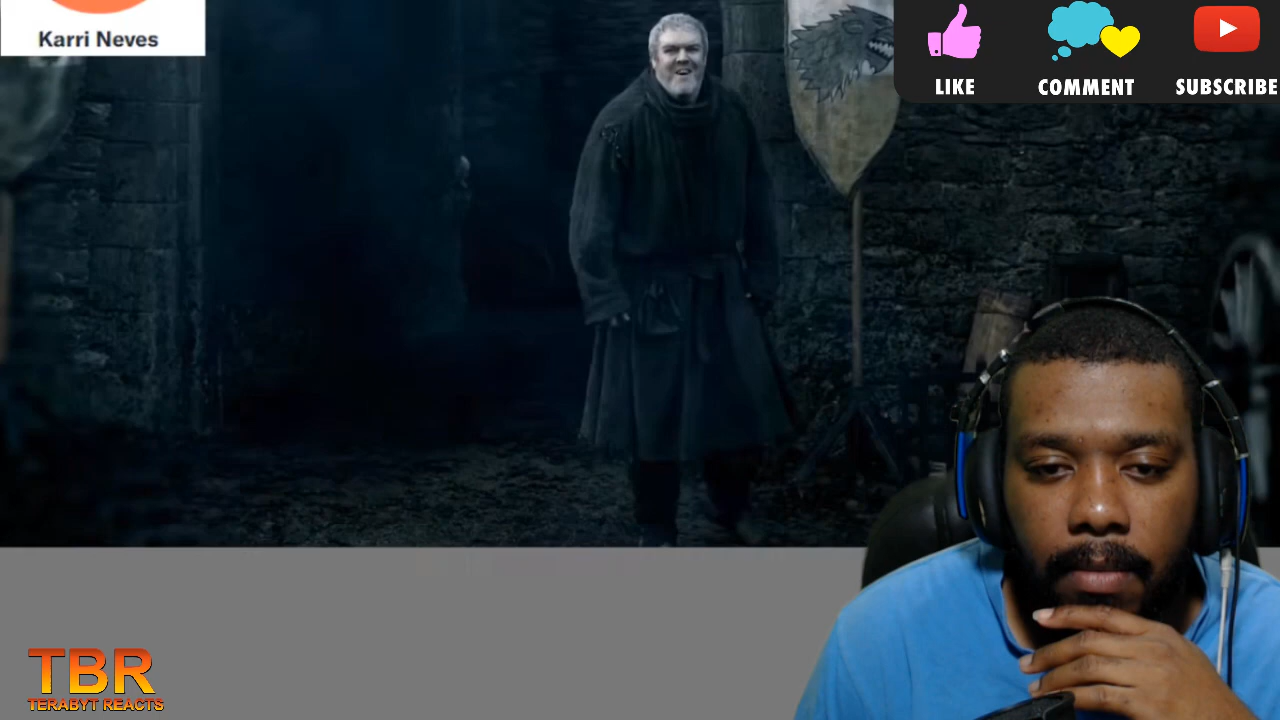 Karri Neves
LIKE
COMMENT
SUBSCRIBE
TBR
TERABYT REACTS